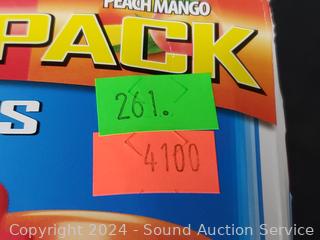 PEACH MANGO
PACK
S
261.
4100
Copyright 2024 - Sound Auction Service